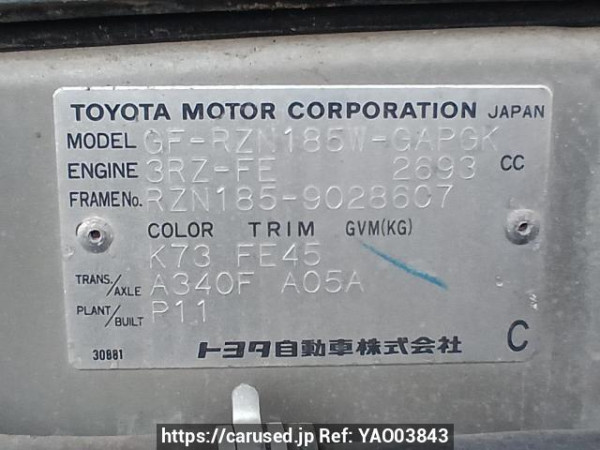 TOYOTA MOTOR CORPORATION JAPAN
MODEL GF-RZN185W-GAPGK
ENGINE 3RZ-FE 2693 CC
FRAME No. RZN185-9028607
COLOR TRIM GVM(KG)
K73 FE45
TRANS./AXLE A340F A05A
PLANT/BUILT P11
30881 トヨタ自動車株式会社 C
https://carused.jp Ref: YA003843